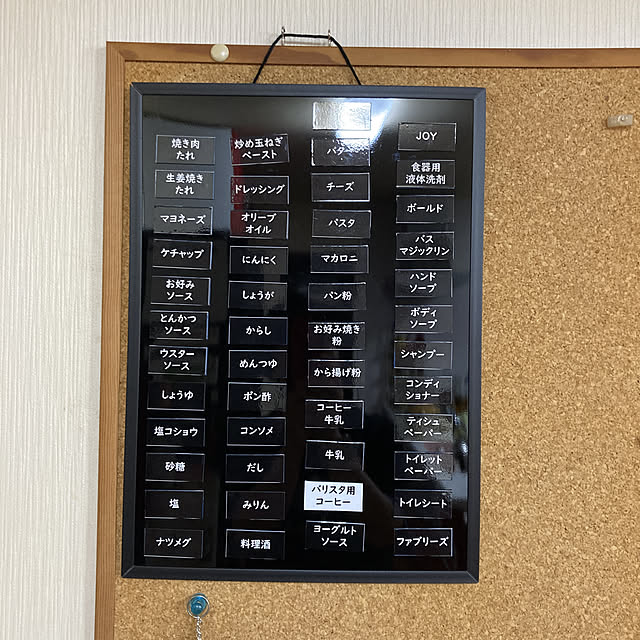 焼き肉
たれ
生姜焼き
たれ
マヨネーズ
ケチャップ
お好み
ソース
とんかつ
ソース
ウスター
ソース
しょうゆ
塩コショウ
砂糖
塩
ナツメグ
炒め玉ねぎ
ペースト
ドレッシング
オリーブ
オイル
にんにく
しょうが
からし
めんつゆ
ポン酢
コンソメ
だし
みりん
料理酒
バター
チーズ
パスタ
マカロニ
パン粉
お好み焼き
粉
から揚げ粉
コーヒー
牛乳
牛乳
バリスタ用
コーヒー
ヨーグルト
ソース
JOY
食器用
液体洗剤
ボールド
バス
マジックリン
ハンド
ソープ
ボディ
ソープ
シャンプー
コンディ
ショナー
ティシュ
ペーパー
トイレット
ペーパー
トイレシート
ファブリーズ